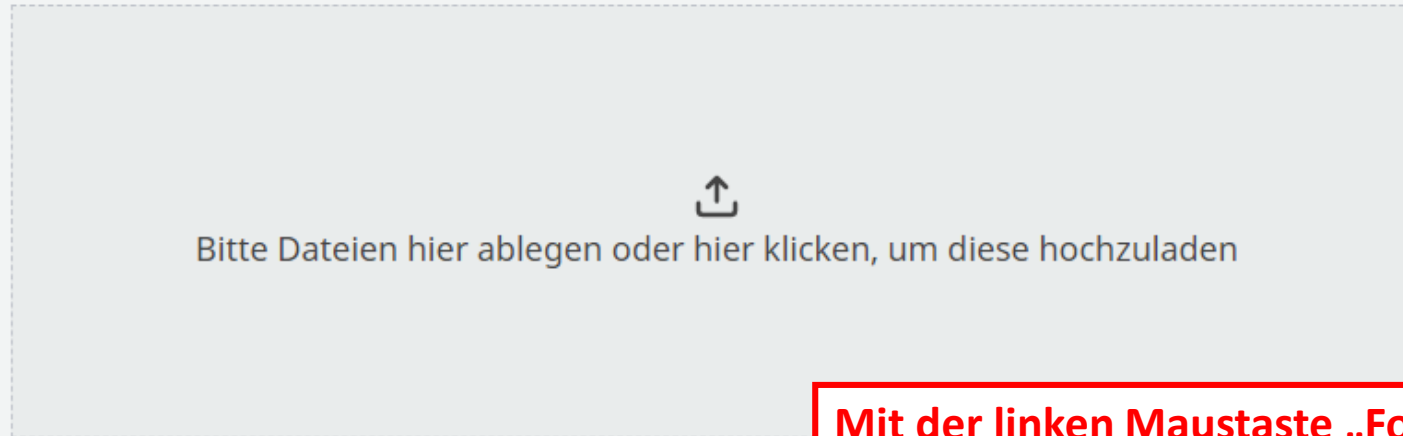 Bitte Dateien hier ablegen oder hier klicken, um diese hochzuladen
Mit der linken Maustaste